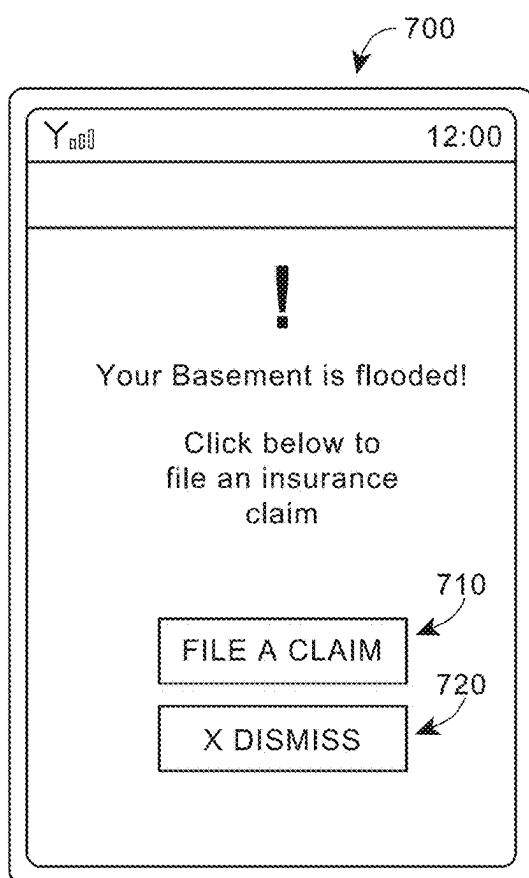 700
12:00
!
Your Basement is flooded!
Click below to
file an insurance
claim
710
FILE A CLAIM
720
X DISMISS